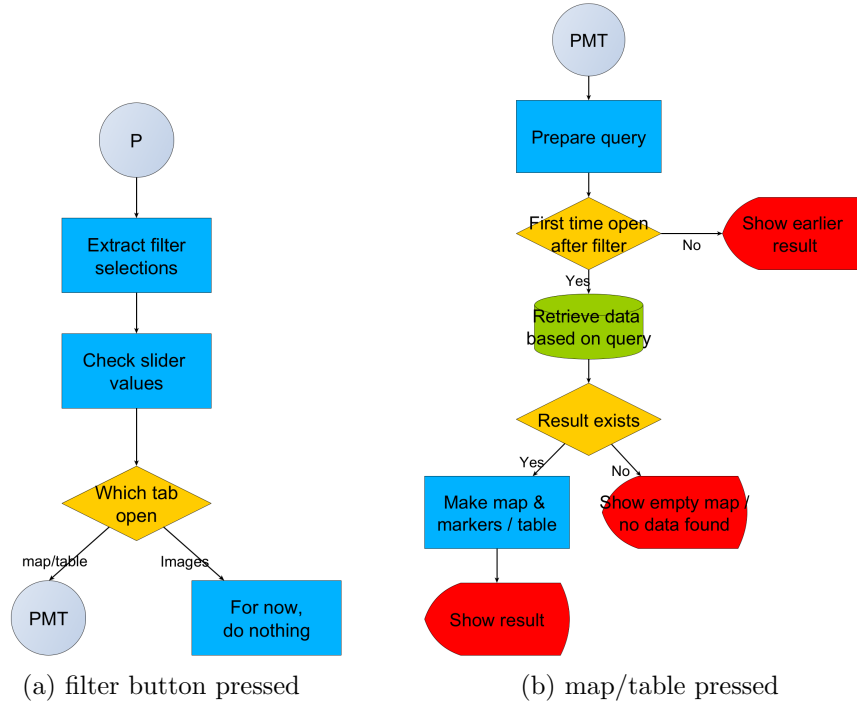 P
Extract filter
selections
Check slider
values
Which tab
open
map/table
Images
PMT
For now,
do nothing
(a) filter button pressed
PMT
Prepare query
First time open
after filter
No
Show earlier
result
Yes
Retrieve data
based on query
Result exists
Yes
No
Make map &
markers / table
Show empty map /
no data found
Show result
(b) map/table pressed